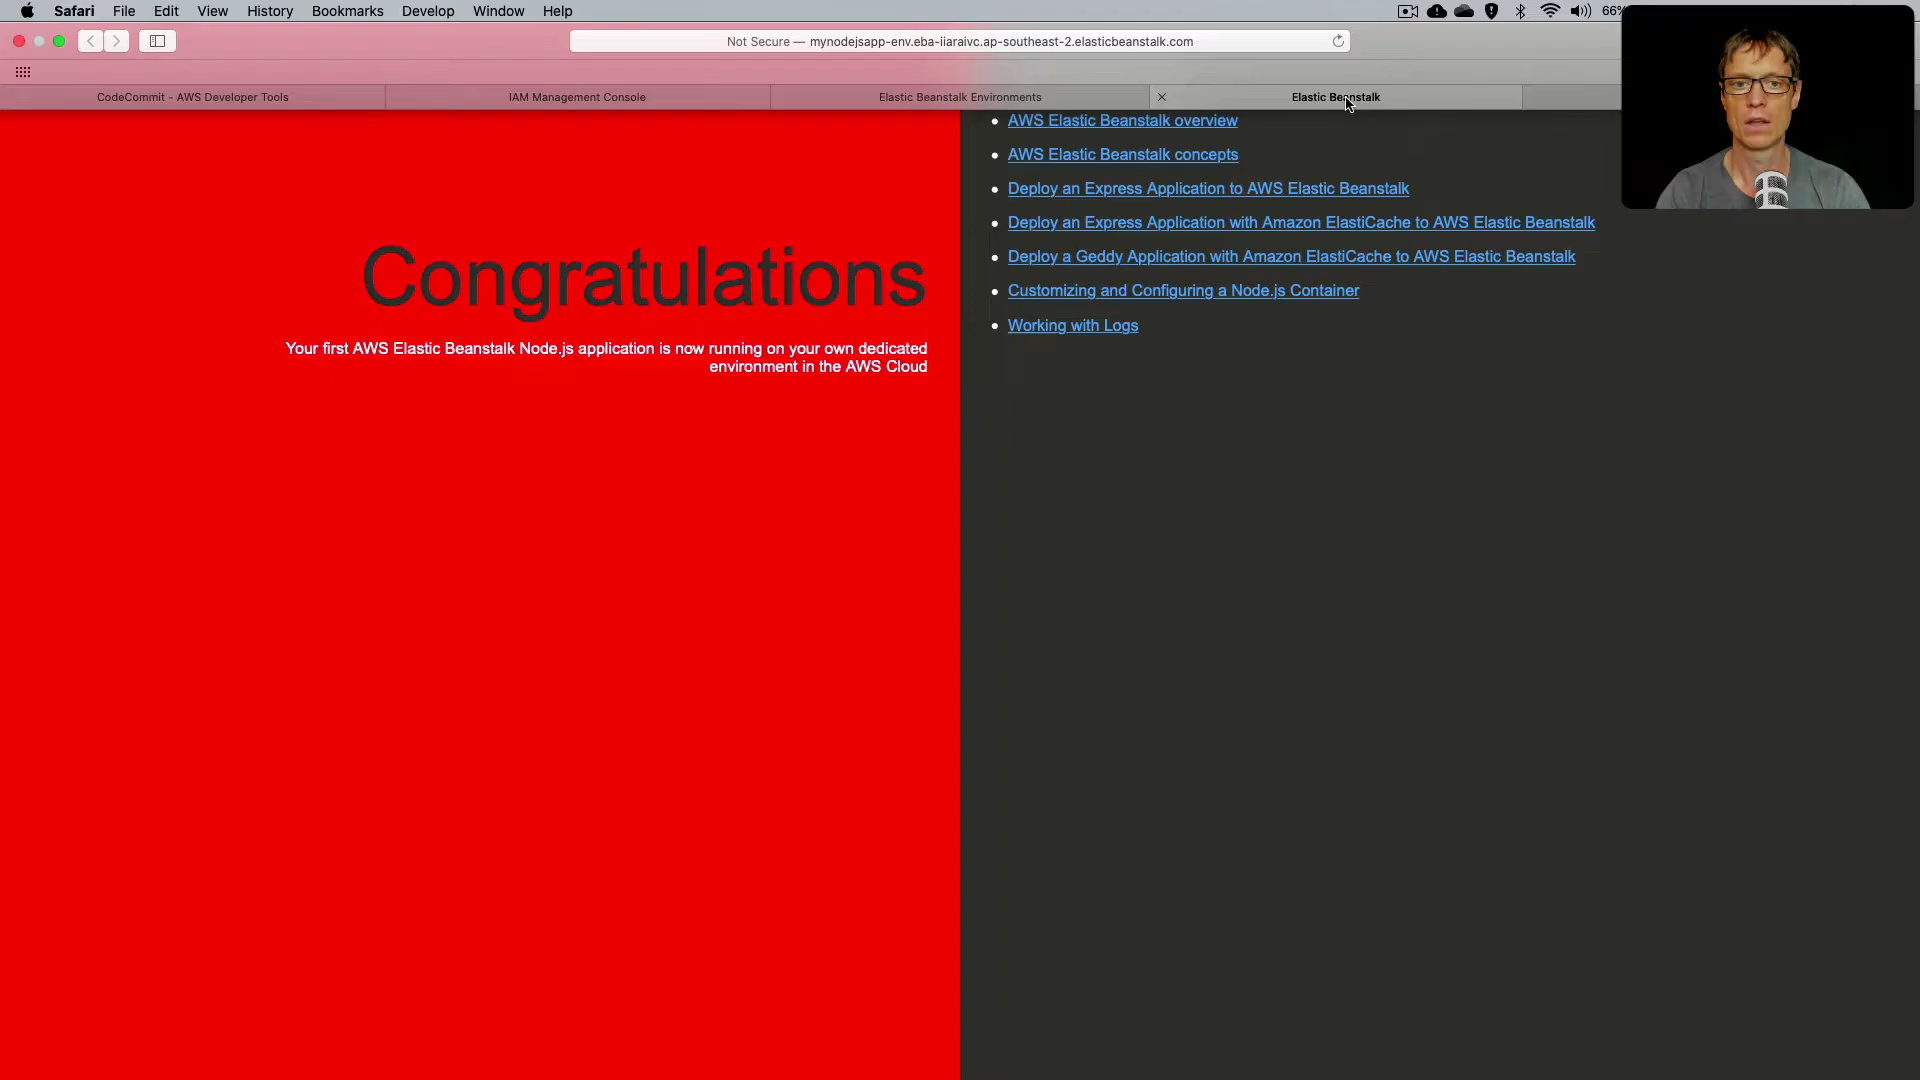 Safari File Edit View History Bookmarks Develop Window Help 66%
Not Secure — mynodejsapp-env.eba-iiaraivc.ap-southeast-2.elasticbeanstalk.com
CodeCommit - AWS Developer Tools
IAM Management Console
Elastic Beanstalk Environments
Elastic Beanstalk
Congratulations
Your first AWS Elastic Beanstalk Node.js application is now running on your own dedicated
environment in the AWS Cloud
AWS Elastic Beanstalk overview
AWS Elastic Beanstalk concepts
Deploy an Express Application to AWS Elastic Beanstalk
Deploy an Express Application with Amazon ElastiCache to AWS Elastic Beanstalk
Deploy a Geddy Application with Amazon ElastiCache to AWS Elastic Beanstalk
Customizing and Configuring a Node.js Container
Working with Logs